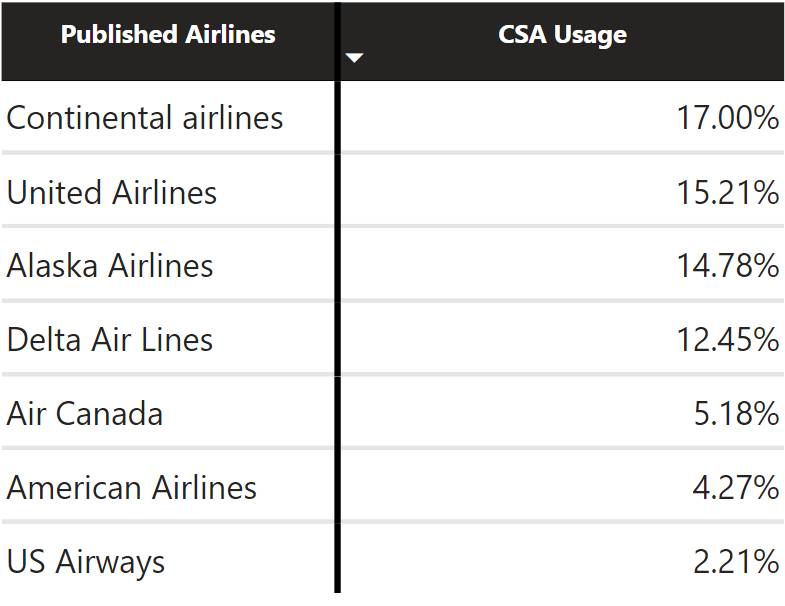 Published Airlines CSA Usage
Continental airlines 17.00%
United Airlines 15.21%
Alaska Airlines 14.78%
Delta Air Lines 12.45%
Air Canada 5.18%
American Airlines 4.27%
US Airways 2.21%